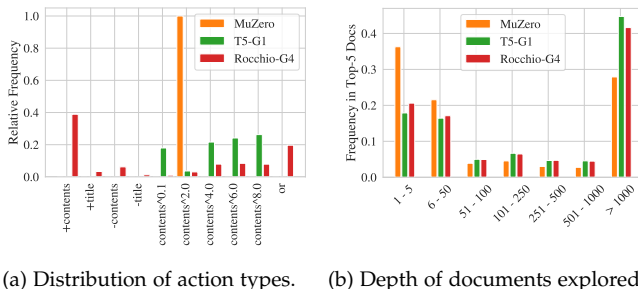 Relative Frequency
1.0
0.8
0.6
0.4
0.2
0.0
MuZero
T5-G1
Rocchio-G4
+contents
+title
-contents
-title
contents^0.1
contents^2.0
contents^4.0
contents^6.0
contents^8.0
or
(a) Distribution of action types.
Frequency in Top-5 Docs
0.4
0.3
0.2
0.1
0.0
MuZero
T5-G1
Rocchio-G4
1 - 5
6 - 50
51 - 100
101 - 250
251 - 500
501 - 1000
> 1000
(b) Depth of documents explored